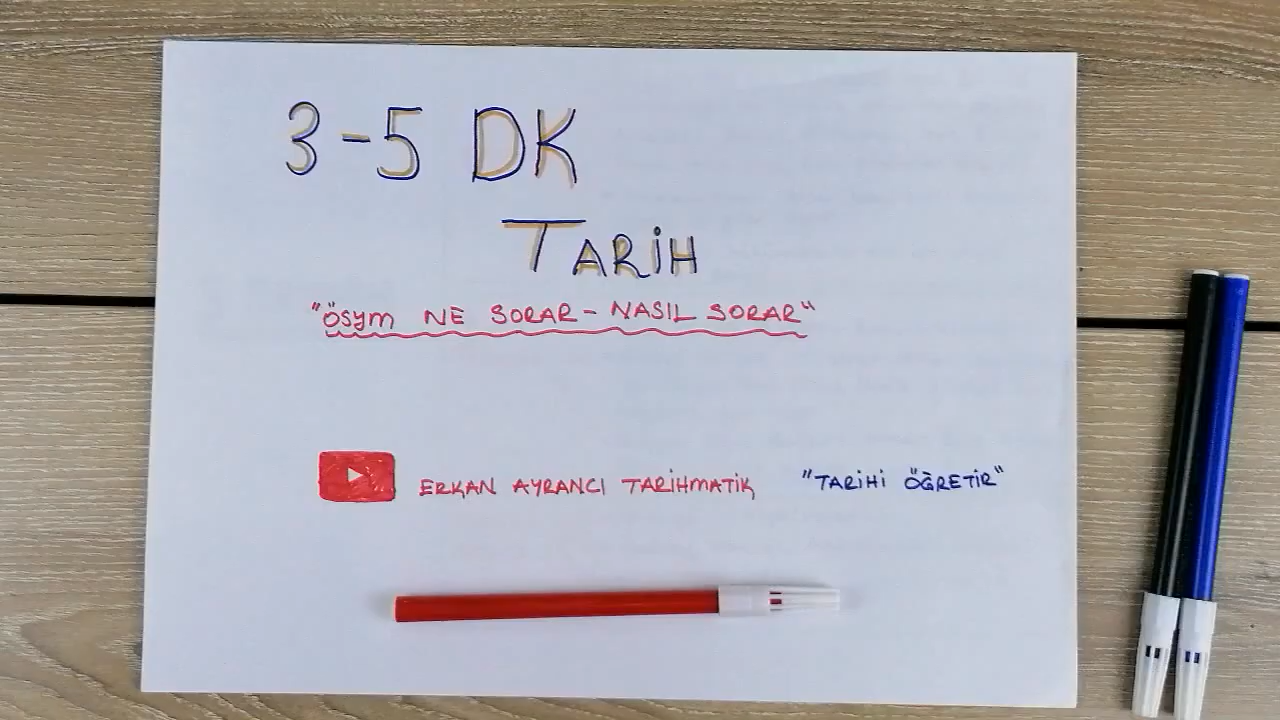 3-5 DK
TARİH
"ÖSYM NE SORAR - NASIL SORAR"
ERKAN AYRANCI TARİHMATİK "TARİHİ ÖĞRETİR"